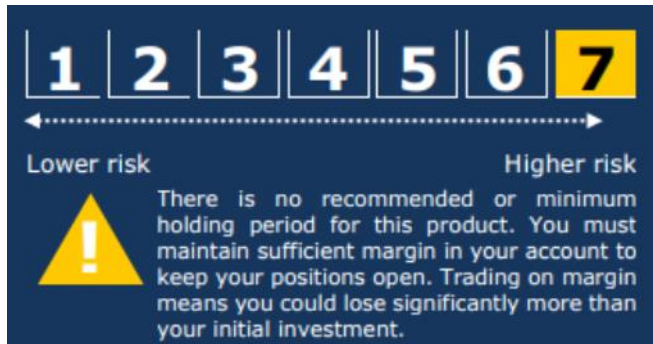 1 2 3 4 5 6 7
Lower risk Higher risk
!
There is no recommended or minimum
holding period for this product. You must
maintain sufficient margin in your account to
keep your positions open. Trading on margin
means you could lose significantly more than
your initial investment.